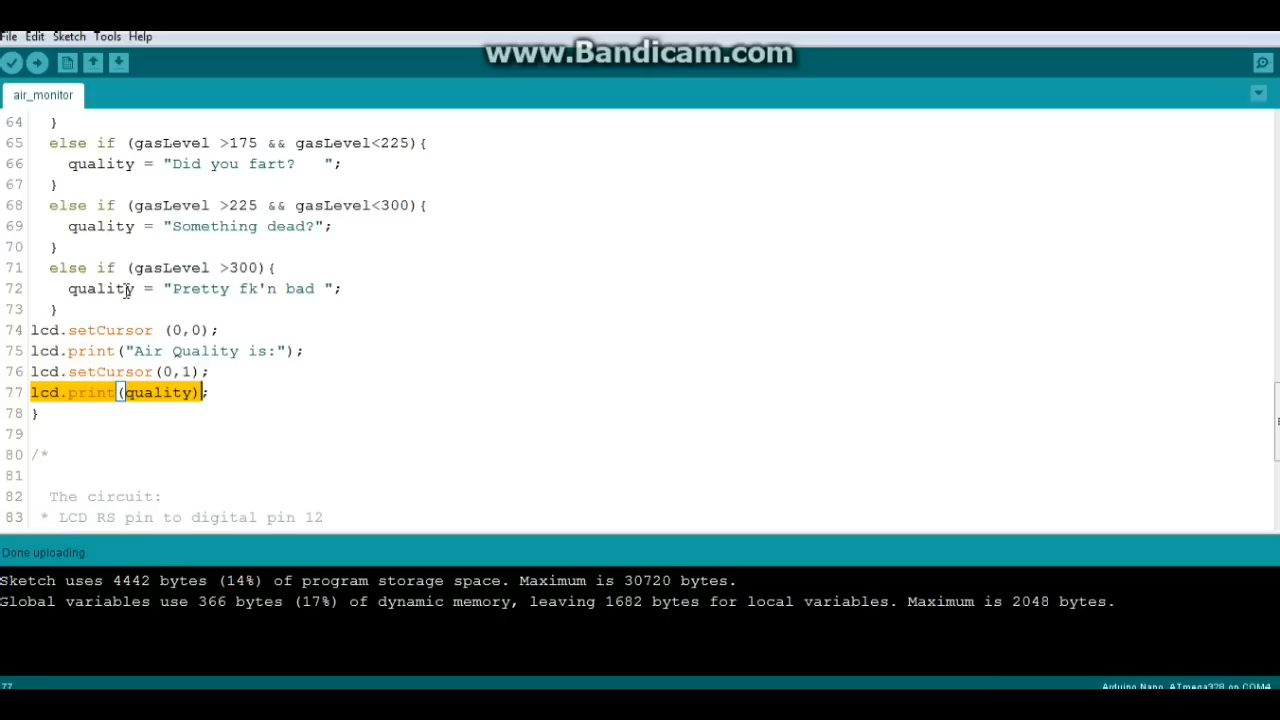 File Edit Sketch Tools Help
www.Bandicam.com
air_monitor
64   }
65   else if (gasLevel >175 && gasLevel<225){
66     quality = "Did you fart?   ";
67   }
68   else if (gasLevel >225 && gasLevel<300){
69     quality = "Something dead?";
70   }
71   else if (gasLevel >300){
72     quality = "Pretty fk'n bad ";
73   }
74 lcd.setCursor (0,0);
75 lcd.print("Air Quality is:");
76 lcd.setCursor(0,1);
77 lcd.print(quality);
78 }
79
80 /*
81
82   The circuit:
83  * LCD RS pin to digital pin 12
Done uploading.
Sketch uses 4442 bytes (14%) of program storage space. Maximum is 30720 bytes.
Global variables use 366 bytes (17%) of dynamic memory, leaving 1682 bytes for local variables. Maximum is 2048 bytes.
77
Arduino Nano, ATmega328 on COM4